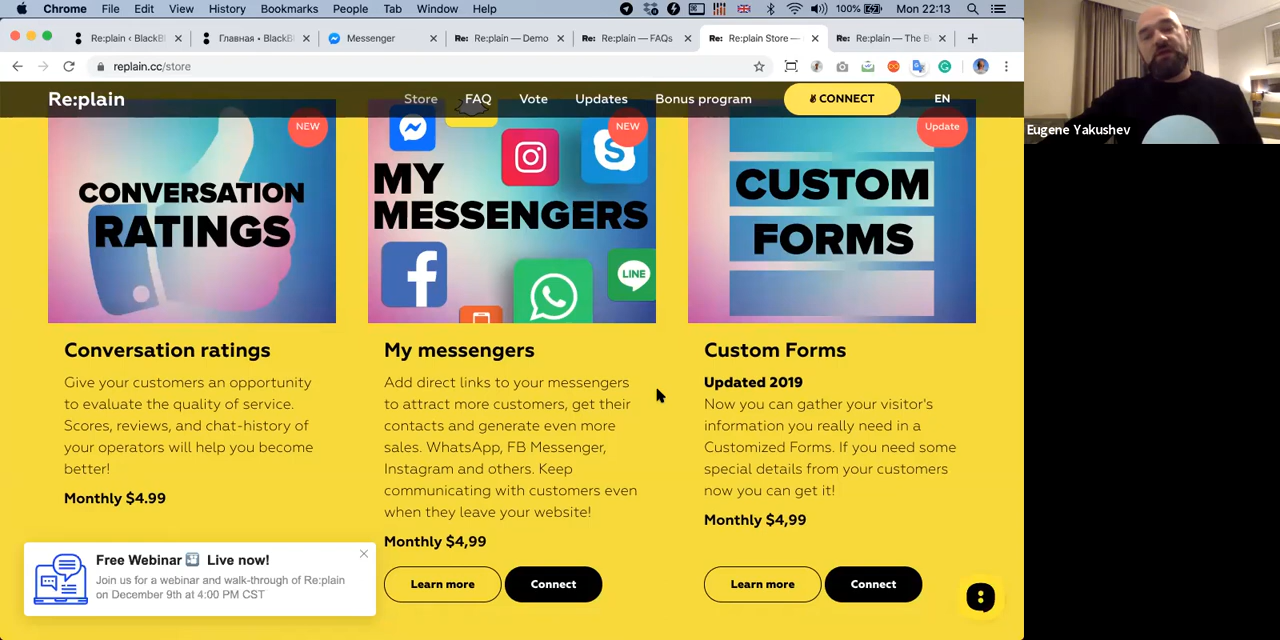 Chrome File Edit View History Bookmarks People Tab Window Help 100% Mon 22:13
Re:plain ‹ BlackBl Главная • BlackBl Messenger Re: Re:plain — Demo Re: Re:plain — FAQs Re: Re:plain Store — Re: Re:plain — The B
replain.cc/store
Re:plain Store FAQ Vote Updates Bonus program CONNECT EN
NEW NEW Update
CONVERSATION
RATINGS
MY
MESSENGERS
LINE
CUSTOM
FORMS
Conversation ratings
Give your customers an opportunity
to evaluate the quality of service.
Scores, reviews, and chat-history of
your operators will help you become
better!
Monthly $4.99
My messengers
Add direct links to your messengers
to attract more customers, get their
contacts and generate even more
sales. WhatsApp, FB Messenger,
Instagram and others. Keep
communicating with customers even
when they leave your website!
Monthly $4,99
Learn more Connect
Custom Forms
Updated 2019
Now you can gather your visitor's
information you really need in a
Customized Forms. If you need some
special details from your customers
now you can get it!
Monthly $4,99
Learn more Connect
Free Webinar Live now!
Join us for a webinar and walk-through of Re:plain
on December 9th at 4:00 PM CST
Eugene Yakushev